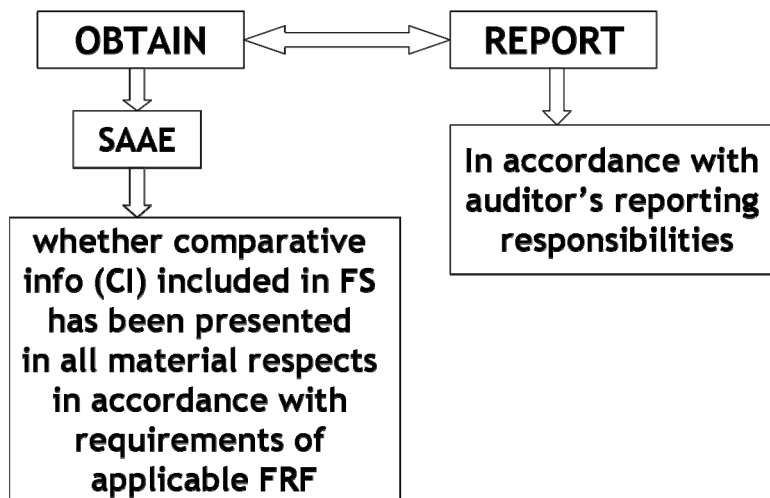 OBTAIN
SAAE
whether comparative
info (CI) included in FS
has been presented
in all material respects
in accordance with
requirements of
applicable FRF
REPORT
In accordance with
auditor's reporting
responsibilities